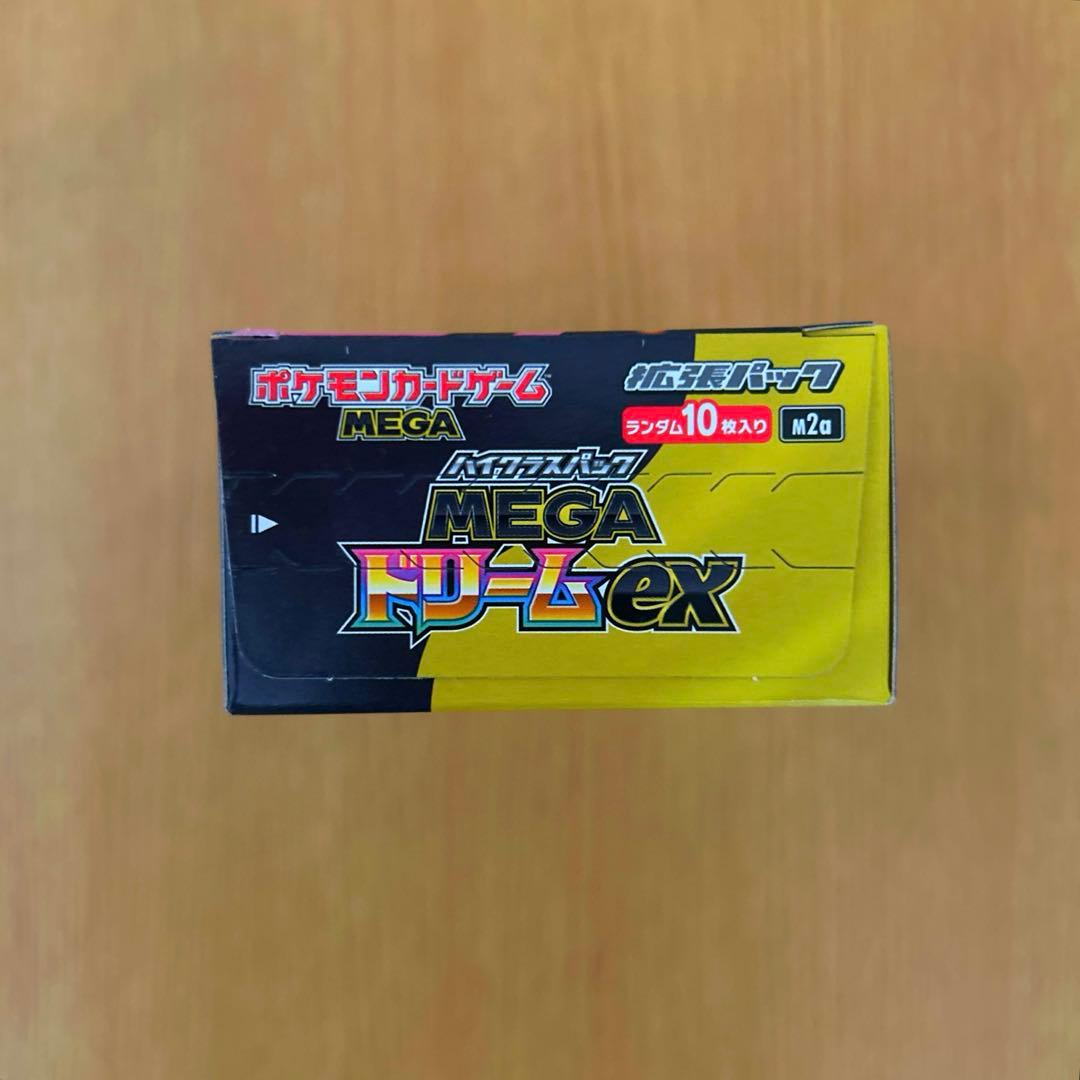 ポケモンカードゲーム
MEGA
拡張パック
ランダム10枚入り
M2a
ハイクラスパック
MEGA
ドリームex